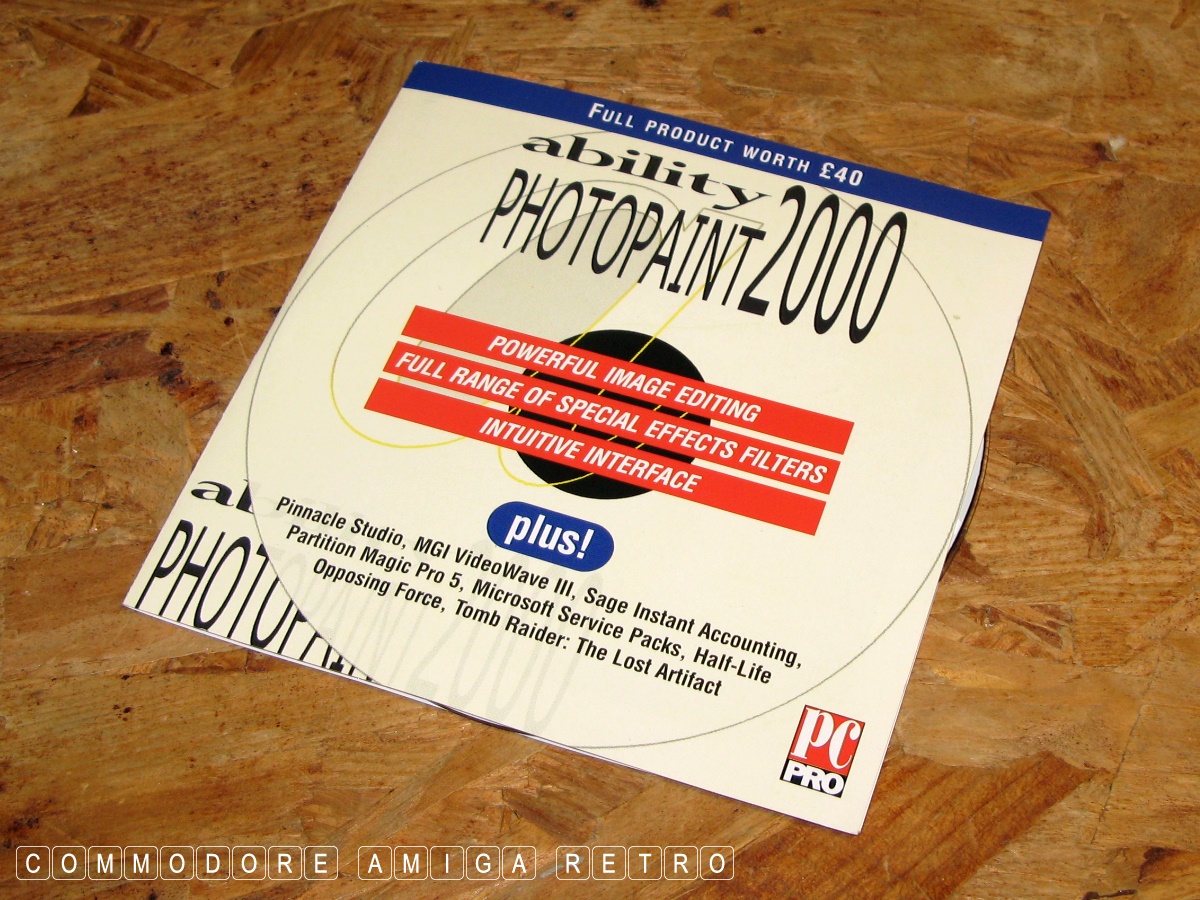 FULL PRODUCT WORTH £40
ability
PHOTOPAINT 2000
POWERFUL IMAGE EDITING
FULL RANGE OF SPECIAL EFFECTS FILTERS
INTUITIVE INTERFACE
plus!
Pinnacle Studio, MGI VideoWave III, Sage Instant Accounting,
Partition Magic Pro 5, Microsoft Service Packs, Half-Life
Opposing Force, Tomb Raider: The Lost Artifact
ab
PHOTOPAINT 2000
PC
PRO
COMMODORE AMIGA RETRO